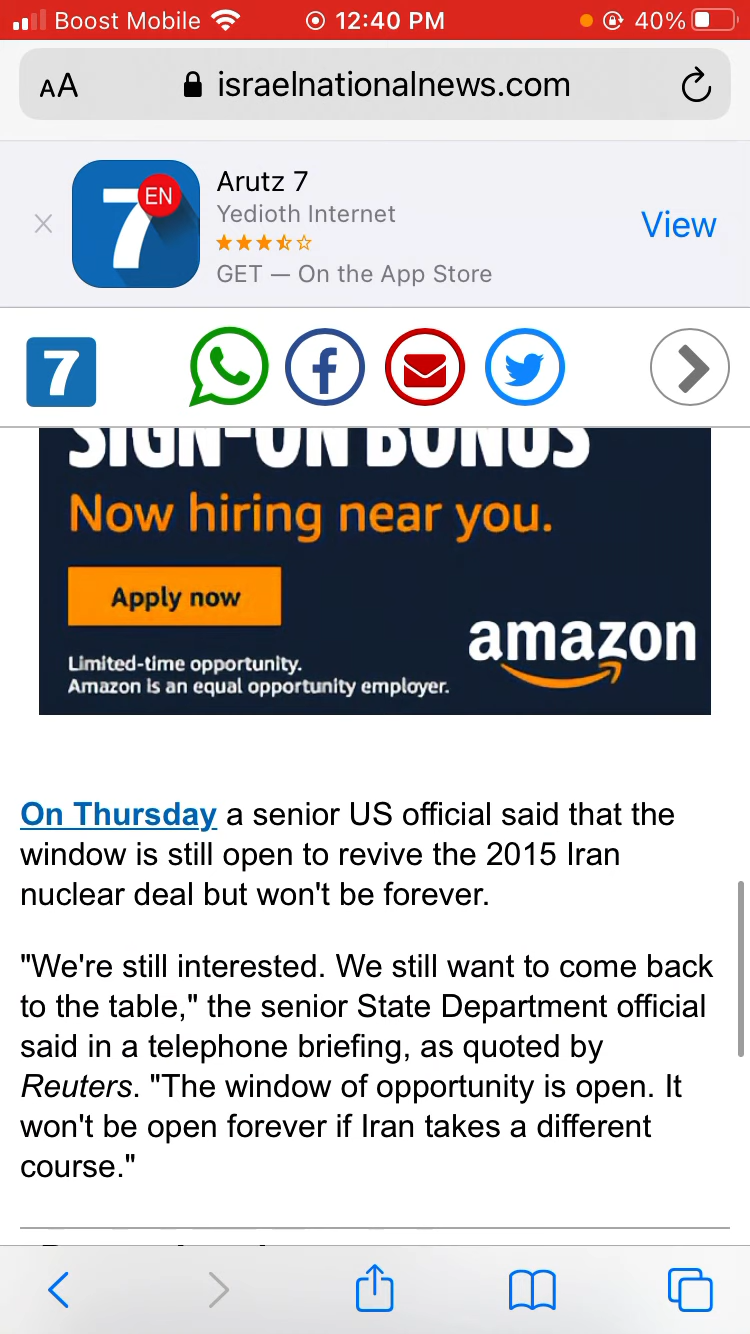 Boost Mobile 12:40 PM 40%
AA israelnationalnews.com
7 EN
Arutz 7
Yedioth Internet
GET — On the App Store
View
7
SIGN-ON BONUS
Now hiring near you.
Apply now
amazon
Limited-time opportunity.
Amazon is an equal opportunity employer.
On Thursday a senior US official said that the
window is still open to revive the 2015 Iran
nuclear deal but won't be forever.
"We're still interested. We still want to come back
to the table," the senior State Department official
said in a telephone briefing, as quoted by
Reuters. "The window of opportunity is open. It
won't be open forever if Iran takes a different
course."